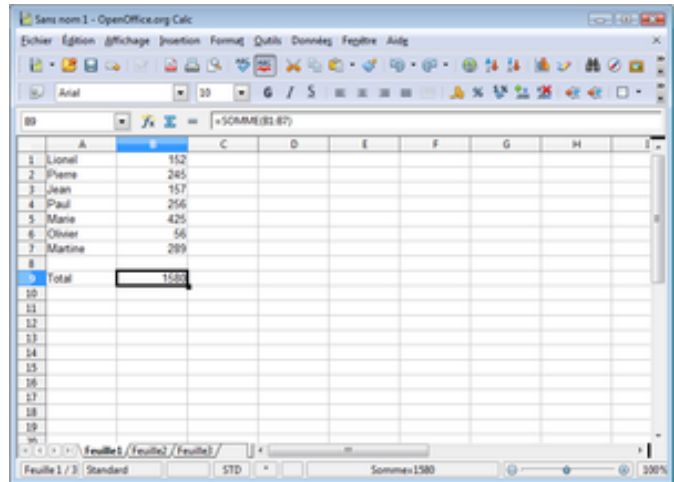 Sans nom 1 - OpenOffice.org Calc
Fichier Édition Affichage Insertion Format Outils Données Fenêtre Aide
Arial 10 G I S
B9 =SOMME(B1:B7)
A B C D E F G H I
1 Lionel 152
2 Pierre 245
3 Jean 157
4 Paul 256
5 Marie 425
6 Olivier 56
7 Martine 289
8
9 Total 1580
10
11
12
13
14
15
16
17
18
19
20
Feuille1 Feuille2 Feuille3
Feuille 1 / 3 Standard STD * Somme=1580 100%